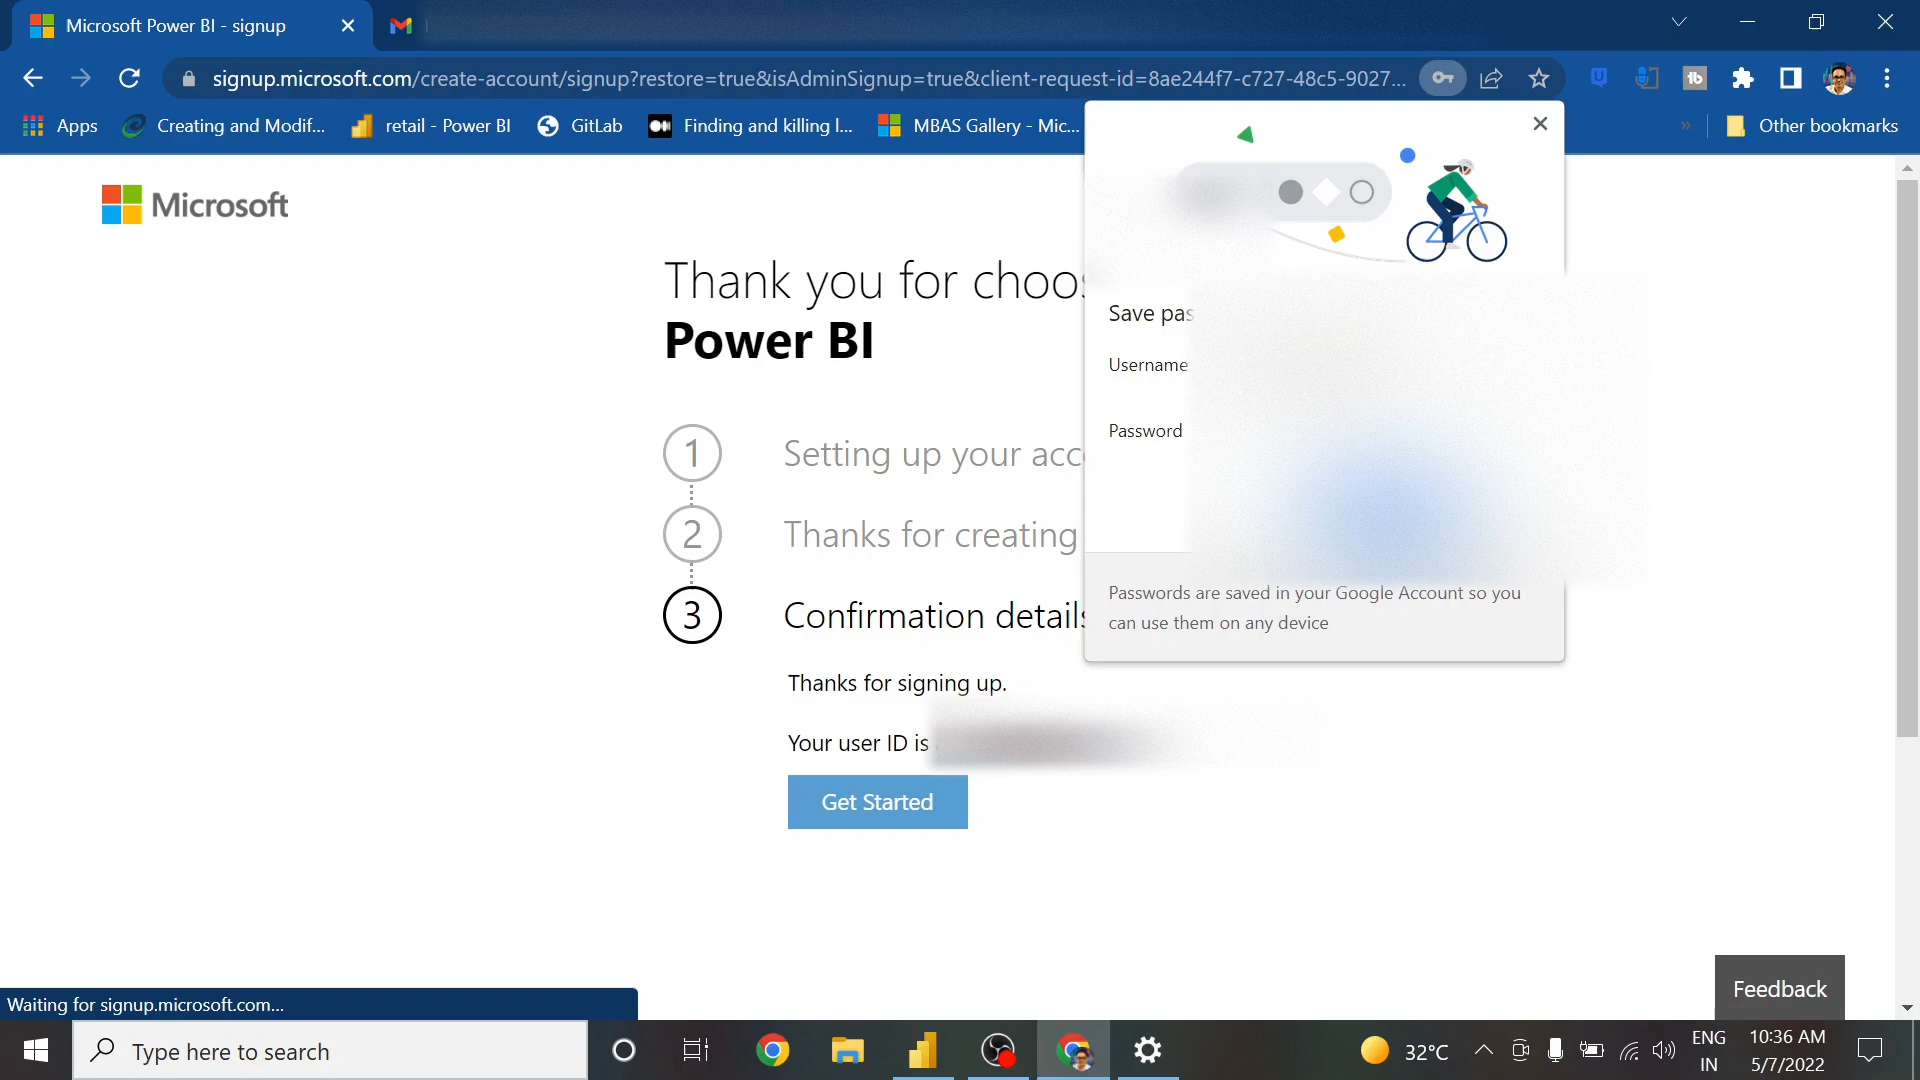 Microsoft Power BI - signup
signup.microsoft.com/create-account/signup?restore=true&isAdminSignup=true&client-request-id=8ae244f7-c727-48c5-9027...
Apps
Creating and Modif...
retail - Power BI
GitLab
Finding and killing l...
MBAS Gallery - Mic...
»
Other bookmarks
Microsoft
Thank you for choos
Power BI
Save pas
Username
Password
1 Setting up your acco
2 Thanks for creating
3 Confirmation details
Passwords are saved in your Google Account so you
can use them on any device
Thanks for signing up.
Your user ID is
Get Started
Feedback
Waiting for signup.microsoft.com...
Type here to search
32°C
ENG
IN
10:36 AM
5/7/2022